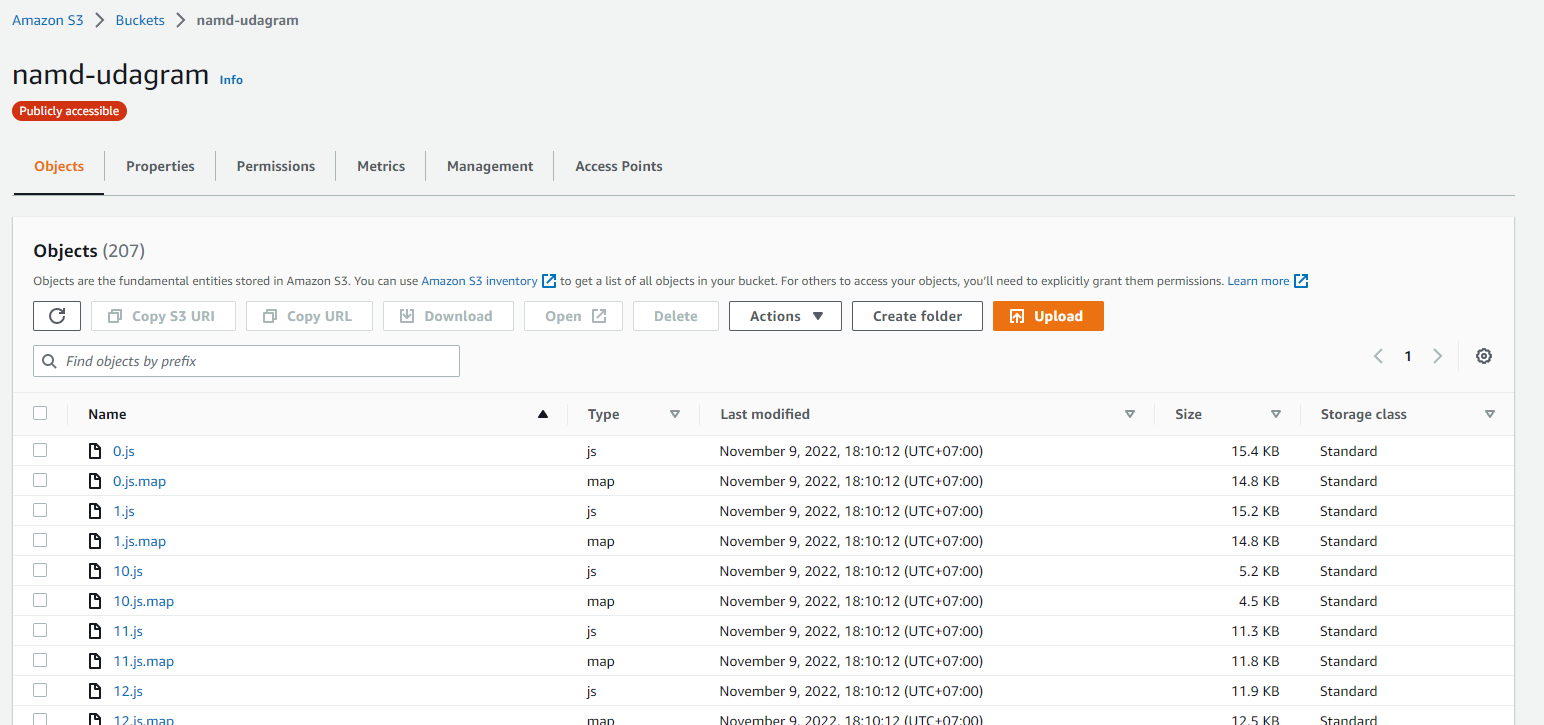 Amazon S3 > Buckets > namd-udagram
namd-udagram Info
Publicly accessible
Objects Properties Permissions Metrics Management Access Points
Objects (207)
Objects are the fundamental entities stored in Amazon S3. You can use Amazon S3 inventory to get a list of all objects in your bucket. For others to access your objects, you'll need to explicitly grant them permissions. Learn more
Copy S3 URI Copy URL Download Open Delete Actions Create folder Upload
Find objects by prefix 1
Name Type Last modified Size Storage class
0.js js November 9, 2022, 18:10:12 (UTC+07:00) 15.4 KB Standard
0.js.map map November 9, 2022, 18:10:12 (UTC+07:00) 14.8 KB Standard
1.js js November 9, 2022, 18:10:12 (UTC+07:00) 15.2 KB Standard
1.js.map map November 9, 2022, 18:10:12 (UTC+07:00) 14.8 KB Standard
10.js js November 9, 2022, 18:10:12 (UTC+07:00) 5.2 KB Standard
10.js.map map November 9, 2022, 18:10:12 (UTC+07:00) 4.5 KB Standard
11.js js November 9, 2022, 18:10:12 (UTC+07:00) 11.3 KB Standard
11.js.map map November 9, 2022, 18:10:12 (UTC+07:00) 11.8 KB Standard
12.js js November 9, 2022, 18:10:12 (UTC+07:00) 11.9 KB Standard
12.js.map map November 9, 2022, 18:10:12 (UTC+07:00) 12.5 KB Standard